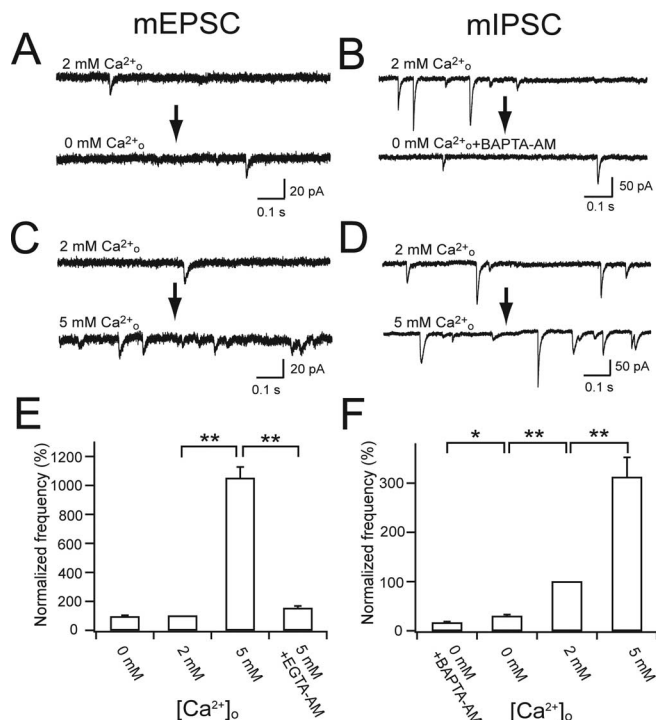 mEPSC
mIPSC
A
2 mM Ca²⁺o
0 mM Ca²⁺o
20 pA
0.1 s
B
2 mM Ca²⁺o
0 mM Ca²⁺o+BAPTA-AM
50 pA
0.1 s
C
2 mM Ca²⁺o
5 mM Ca²⁺o
20 pA
0.1 s
D
2 mM Ca²⁺o
5 mM Ca²⁺o
50 pA
0.1 s
E
Normalized frequency (%)
1200
1000
800
600
400
200
0
** **
0 mM
2 mM
5 mM
5 mM
+EGTA-AM
[Ca²⁺]o
F
Normalized frequency (%)
300
200
100
0
* ** **
0 mM
+BAPTA-AM
0 mM
2 mM
5 mM
[Ca²⁺]o